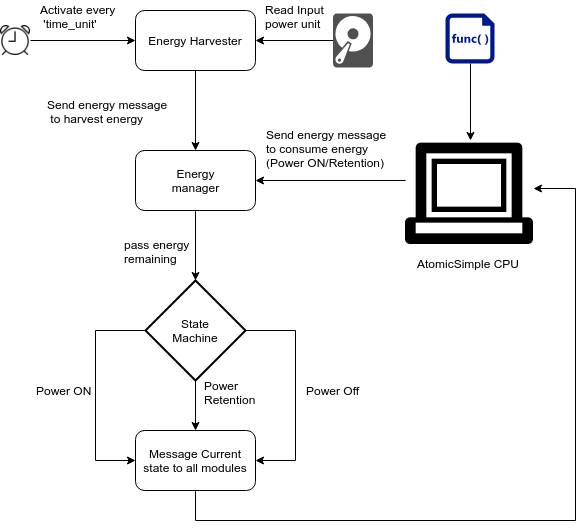 Activate every
'time_unit'
Read Input
power unit
Energy Harvester
func( )
Send energy message
to harvest energy
Send energy message
to consume energy
(Power ON/Retention)
Energy
manager
AtomicSimple CPU
pass energy
remaining
State
Machine
Power ON
Power
Retention
Power Off
Message Current
state to all modules